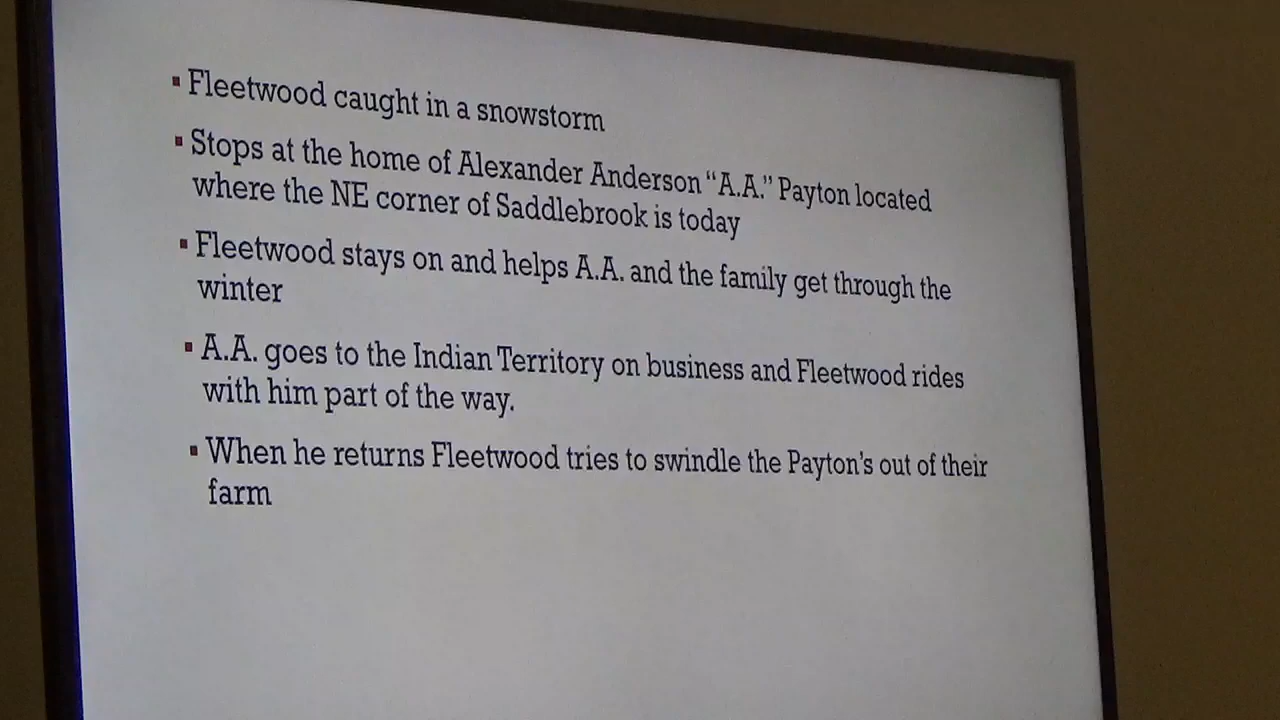 ▪ Fleetwood caught in a snowstorm
▪ Stops at the home of Alexander Anderson “A.A.” Payton located
where the NE corner of Saddlebrook is today
▪ Fleetwood stays on and helps A.A. and the family get through the
winter
▪ A.A. goes to the Indian Territory on business and Fleetwood rides
with him part of the way.
▪ When he returns Fleetwood tries to swindle the Payton’s out of their
farm